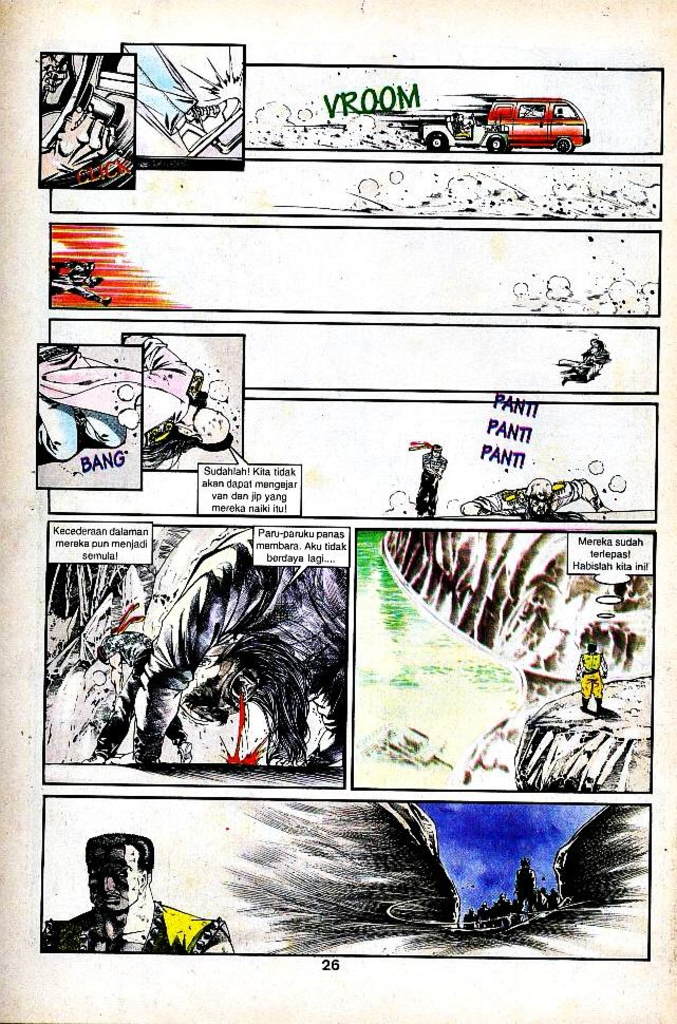 CLICK
VROOM
BANG
PANT!
PANT!
PANT!
Sudahlah! Kita tidak
akan dapat mengejar
van dan jip yang
mereka naiki itu!
Kecederaan dalaman
mereka pun menjadi
semula!
Paru-paruku panas
membara. Aku tidak
berdaya lagi....
Mereka sudah
terlepas!
Habislah kita ini!
26